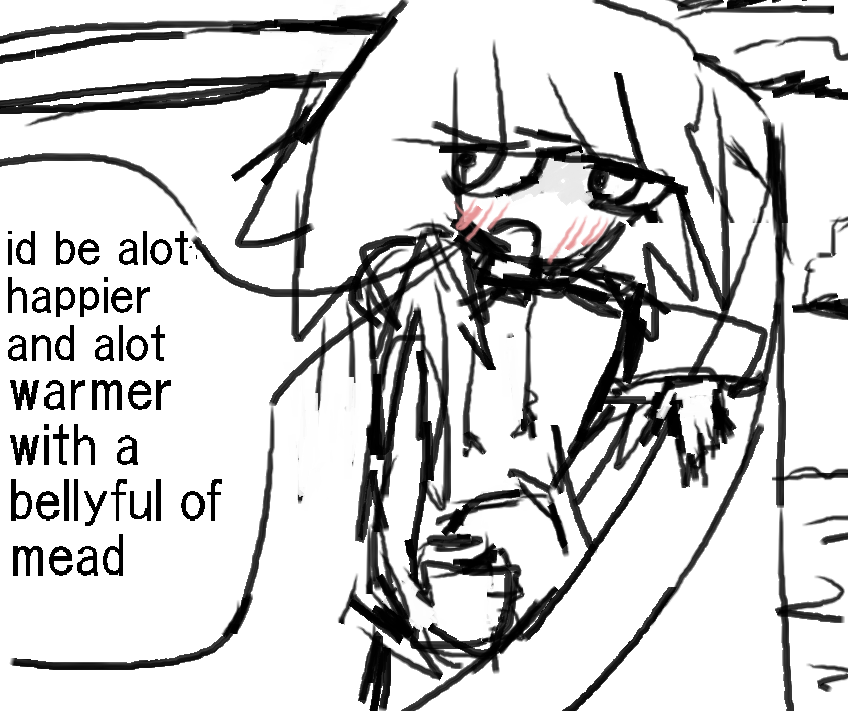 id be alot
happier
and alot
warmer
with a
bellyful of
mead